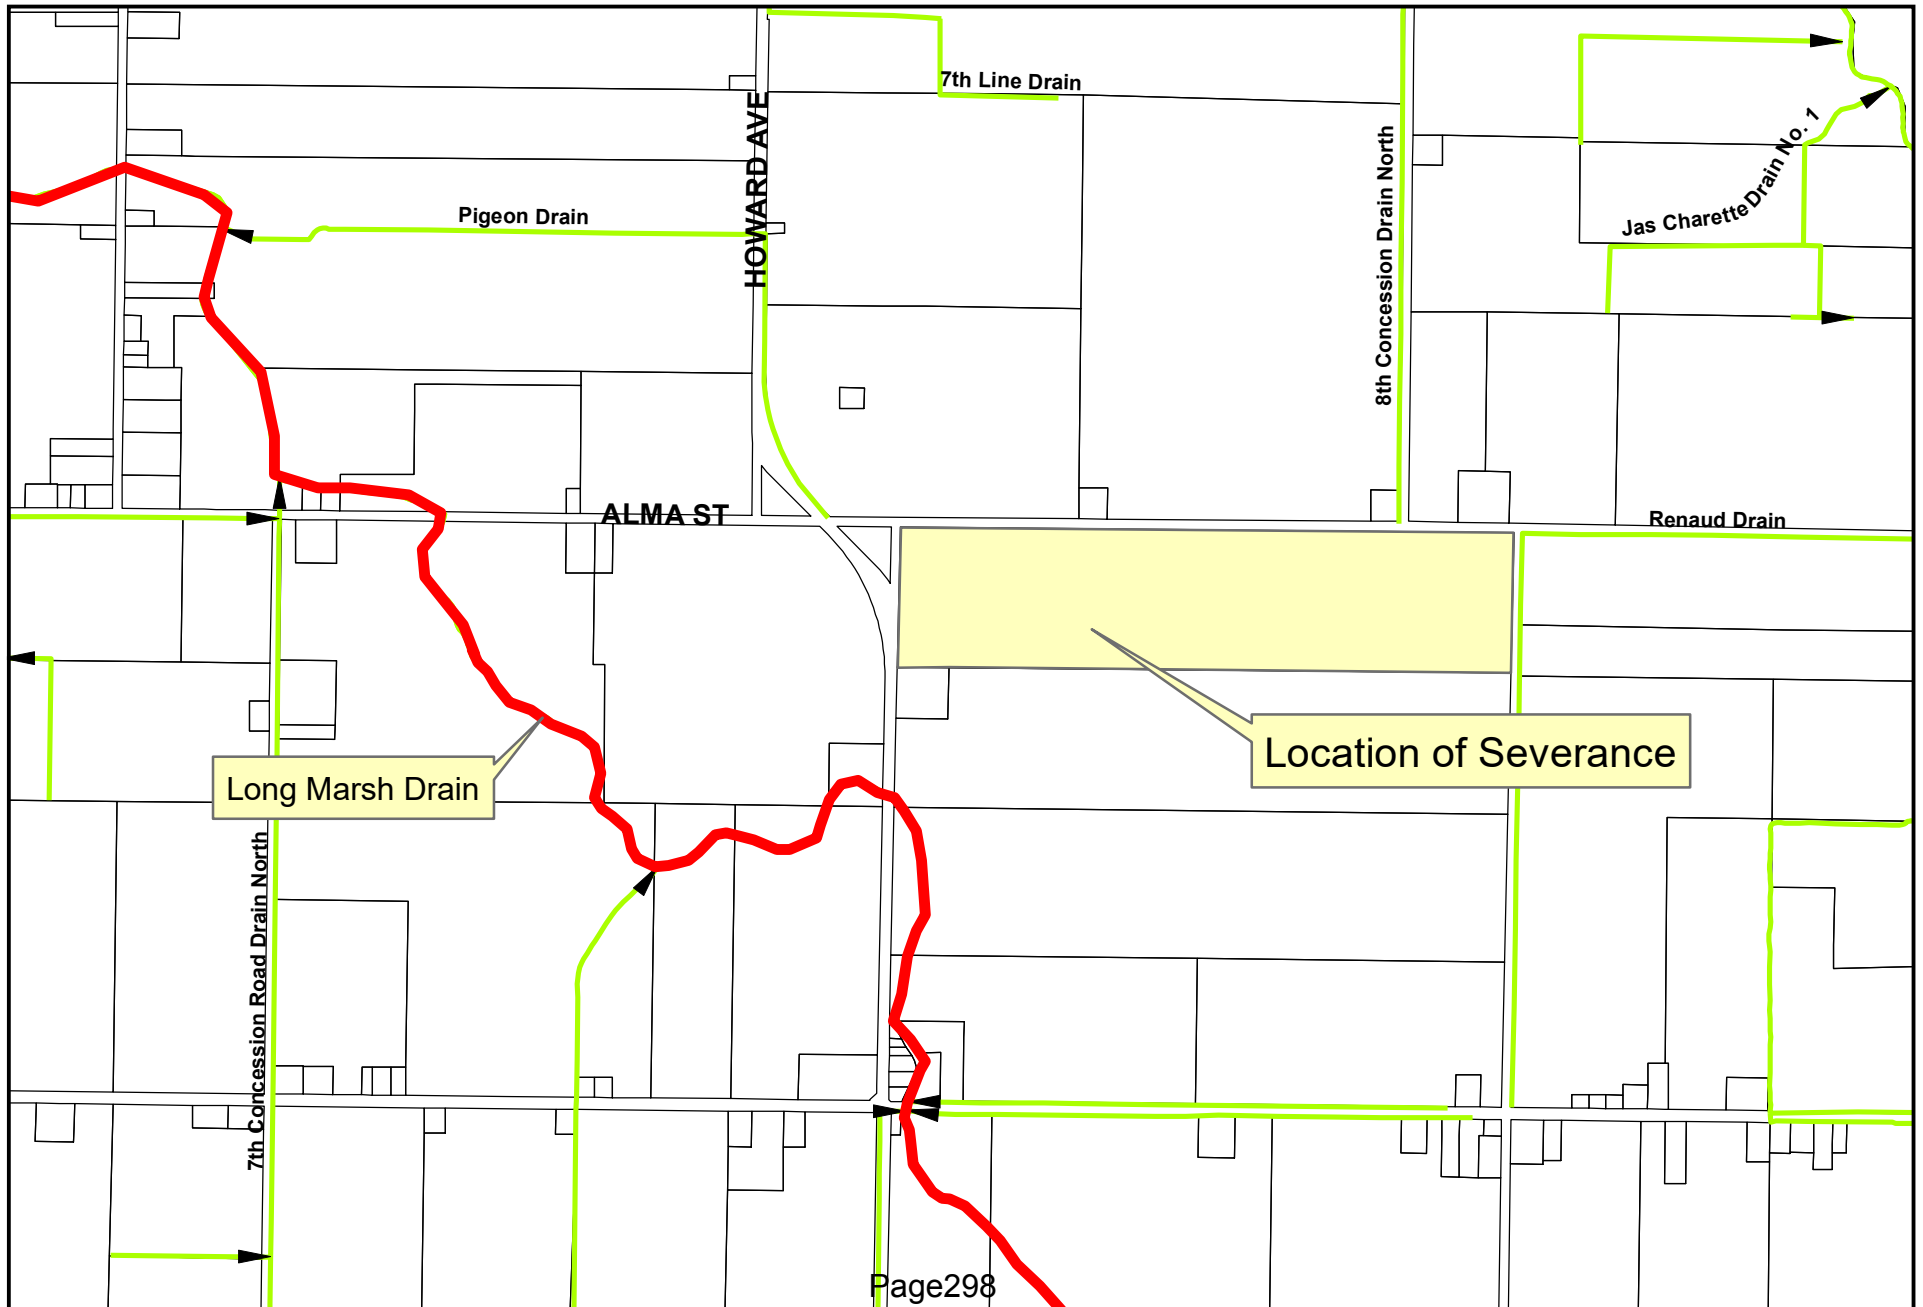 7th Line Drain
HOWARD AVE
8th Concession Drain North
Jas Charette Drain No. 1
Pigeon Drain
ALMA ST
Renaud Drain
Location of Severance
Long Marsh Drain
7th Concession Road Drain North
Page298